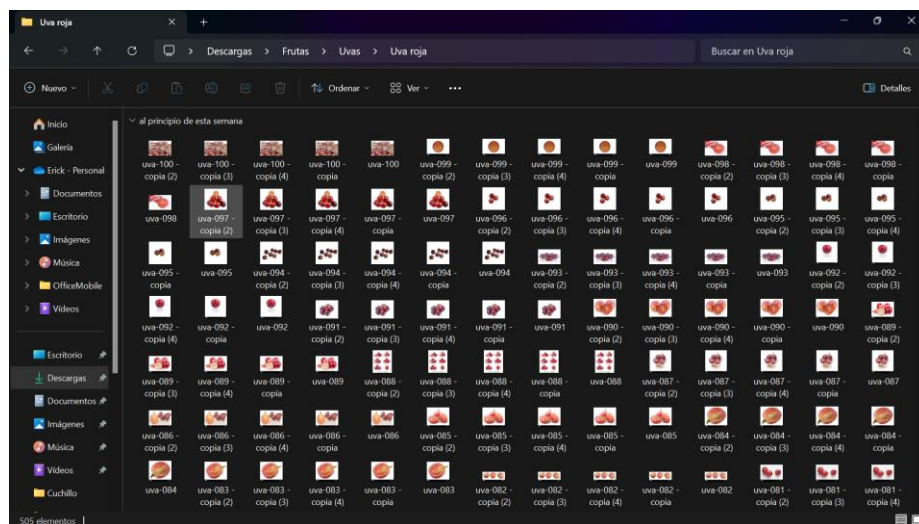 Uva roja
Descargas > Frutas > Uvas > Uva roja
Buscar en Uva roja
Nuevo
Ordenar
Ver
Detalles
Inicio
Galería
Erick - Personal
Documentos
Escritorio
Imágenes
Música
OfficeMobile
Vídeos
Escritorio
Descargas
Documentos
Imágenes
Música
Vídeos
Cuchillo
al principio de esta semana
uva-100 - copia (2)
uva-100 - copia (3)
uva-100 - copia (4)
uva-100 - copia
uva-100
uva-099 - copia (2)
uva-099 - copia (3)
uva-099 - copia (4)
uva-099 - copia
uva-099
uva-098 - copia (2)
uva-098 - copia (3)
uva-098 - copia (4)
uva-098 - copia
uva-098
uva-097 - copia (2)
uva-097 - copia (3)
uva-097 - copia (4)
uva-097 - copia
uva-097
uva-096 - copia (2)
uva-096 - copia (3)
uva-096 - copia (4)
uva-096 - copia
uva-096
uva-095 - copia (2)
uva-095 - copia (3)
uva-095 - copia (4)
uva-095 - copia
uva-095
uva-094 - copia (2)
uva-094 - copia (3)
uva-094 - copia (4)
uva-094 - copia
uva-094
uva-093 - copia (2)
uva-093 - copia (3)
uva-093 - copia (4)
uva-093 - copia
uva-093
uva-092 - copia (2)
uva-092 - copia (3)
uva-092 - copia (4)
uva-092 - copia
uva-092
uva-091 - copia (2)
uva-091 - copia (3)
uva-091 - copia (4)
uva-091 - copia
uva-091
uva-090 - copia (2)
uva-090 - copia (3)
uva-090 - copia (4)
uva-090 - copia
uva-090
uva-089 - copia (2)
uva-089 - copia (3)
uva-089 - copia (4)
uva-089 - copia
uva-089
uva-088 - copia (2)
uva-088 - copia (3)
uva-088 - copia (4)
uva-088 - copia
uva-088
uva-087 - copia (2)
uva-087 - copia (3)
uva-087 - copia (4)
uva-087 - copia
uva-087
uva-086 - copia (2)
uva-086 - copia (3)
uva-086 - copia (4)
uva-086 - copia
uva-086
uva-085 - copia (2)
uva-085 - copia (3)
uva-085 - copia (4)
uva-085 - copia
uva-085
uva-084 - copia (2)
uva-084 - copia (3)
uva-084 - copia (4)
uva-084 - copia
uva-084
uva-083 - copia (2)
uva-083 - copia (3)
uva-083 - copia (4)
uva-083 - copia
uva-083
uva-082 - copia (2)
uva-082 - copia (3)
uva-082 - copia (4)
uva-082 - copia
uva-082
uva-081 - copia (2)
uva-081 - copia (3)
uva-081 - copia (4)
505 elementos